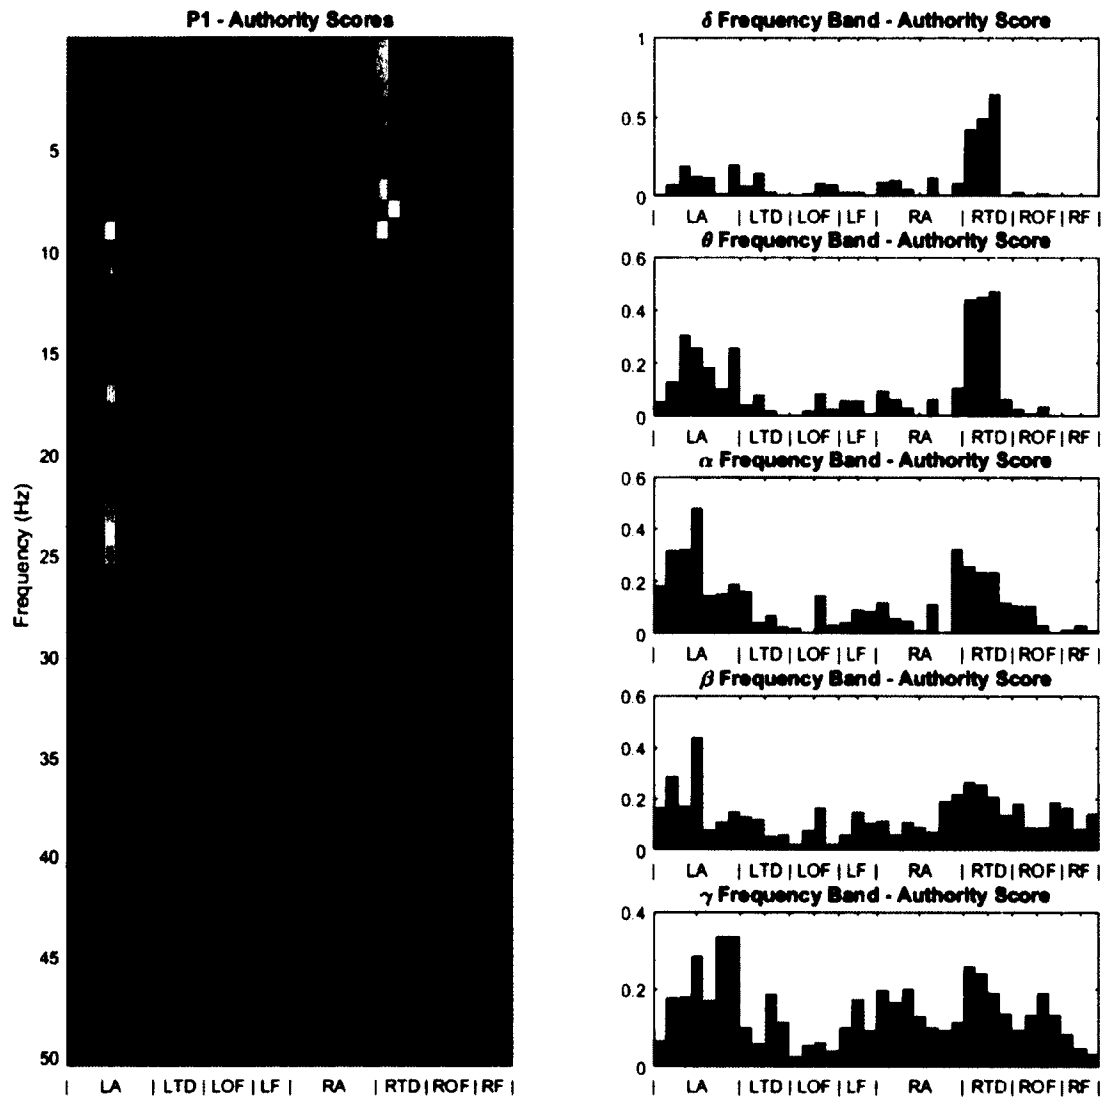 P1 - Authority Scores
5
10
15
20
25
30
35
40
45
50
Frequency (Hz)
| LA | LTD | LOF | LF | RA | RTD | ROF | RF |
δ Frequency Band - Authority Score
1
0.5
0
| LA | LTD | LOF | LF | RA | RTD | ROF | RF |
θ Frequency Band - Authority Score
0.6
0.4
0.2
0
| LA | LTD | LOF | LF | RA | RTD | ROF | RF |
α Frequency Band - Authority Score
0.6
0.4
0.2
0
| LA | LTD | LOF | LF | RA | RTD | ROF | RF |
β Frequency Band - Authority Score
0.6
0.4
0.2
0
| LA | LTD | LOF | LF | RA | RTD | ROF | RF |
γ Frequency Band - Authority Score
0.4
0.2
0
| LA | LTD | LOF | LF | RA | RTD | ROF | RF |